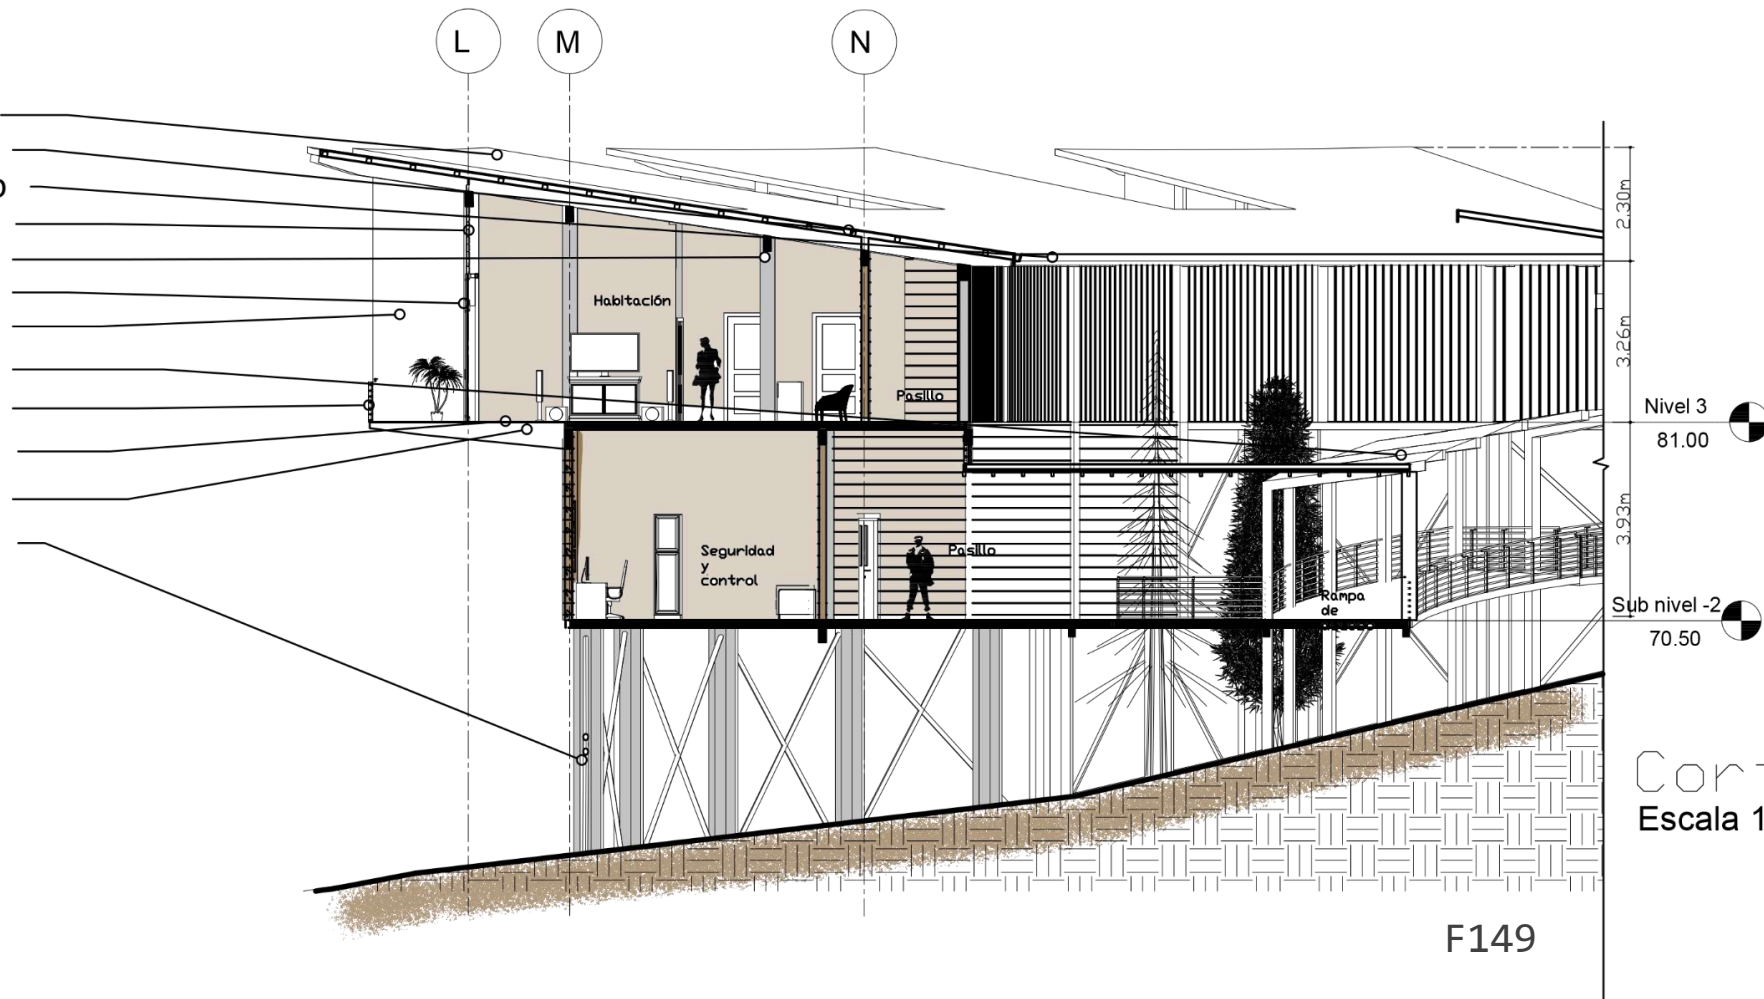 L
M
N
2.30m
Habitación
3.26m
Pasillo
Nivel 3
81.00
3.93m
Seguridad
y
control
Pasillo
Rampa
de
Sub nivel -2
70.50
Cor
Escala 1
F149